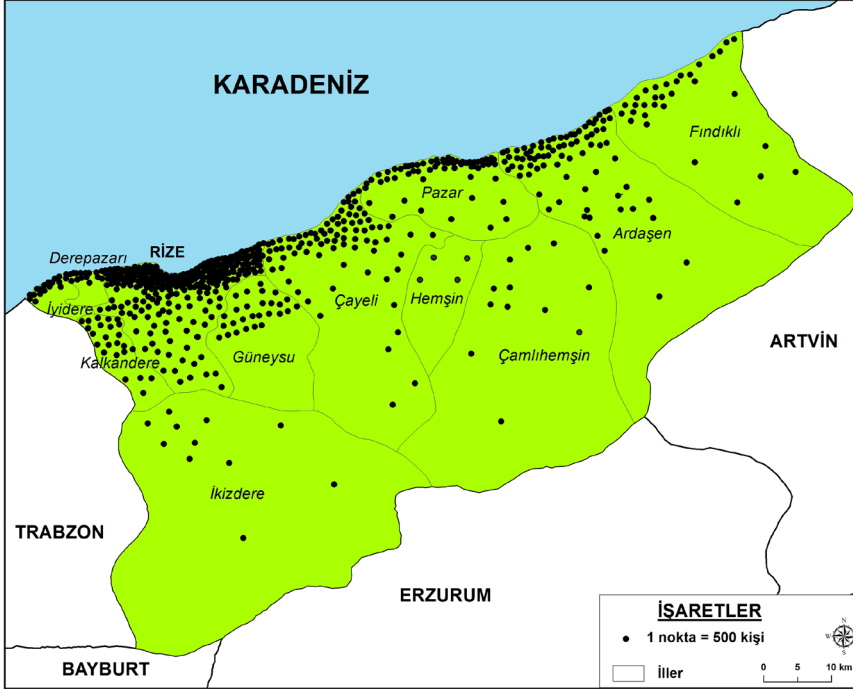 KARADENİZ
Fındıklı
Pazar
Ardaşen
RİZE
Derepazarı
Hemşin
Çayeli
İyidere
ARTVİN
Çamlıhemşin
Güneysu
Kalkandere
İkizdere
TRABZON
ERZURUM
İŞARETLER
1 nokta = 500 kişi
N
W
E
S
İller
0 5 10 km
BAYBURT